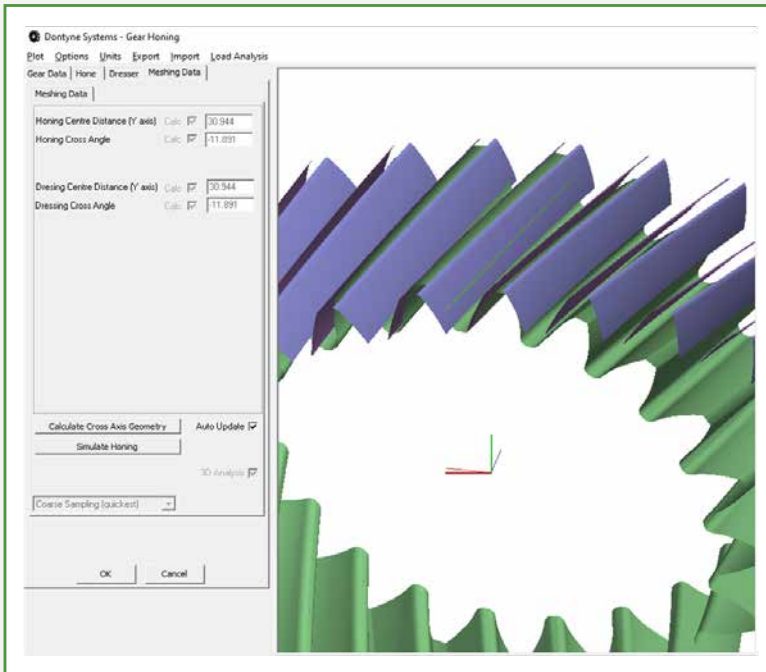 Dontyne Systems - Gear Honing
Plot Options Units Export Import Load Analysis
Gear Data Hone Dresser Meshing Data
Meshing Data
Honing Centre Distance (Y axis) Calc 30.944
Honing Cross Angle Calc -11.891
Dressing Centre Distance (Y axis) Calc 30.944
Dressing Cross Angle Calc -11.891
Calculate Cross Axis Geometry Auto Update
Simulate Honing
3D Analysis
Coarse Sampling (quickest)
OK Cancel